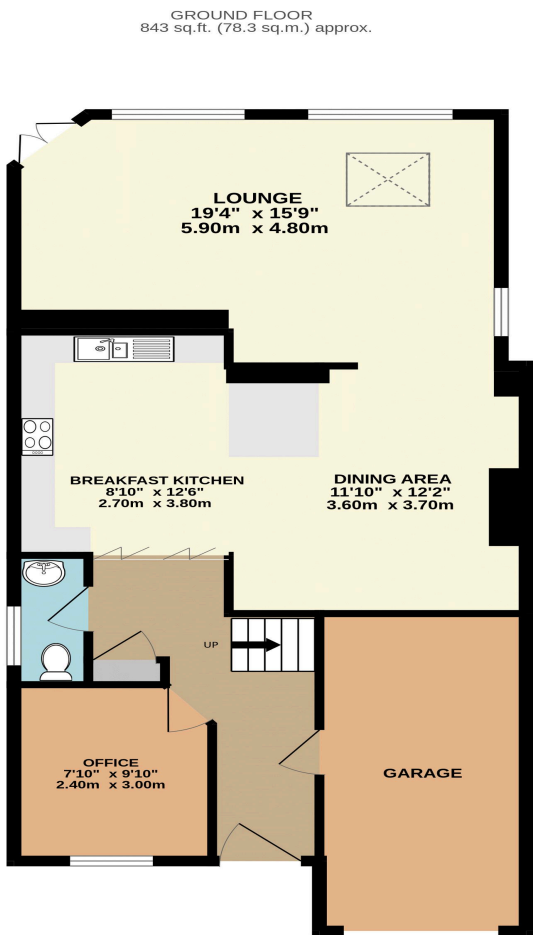 GROUND FLOOR
843 sq.ft. (78.3 sq.m.) approx.
LOUNGE
19'4" x 15'9"
5.90m x 4.80m
BREAKFAST KITCHEN
8'10" x 12'6"
2.70m x 3.80m
DINING AREA
11'10" x 12'2"
3.60m x 3.70m
UP
OFFICE
7'10" x 9'10"
2.40m x 3.00m
GARAGE